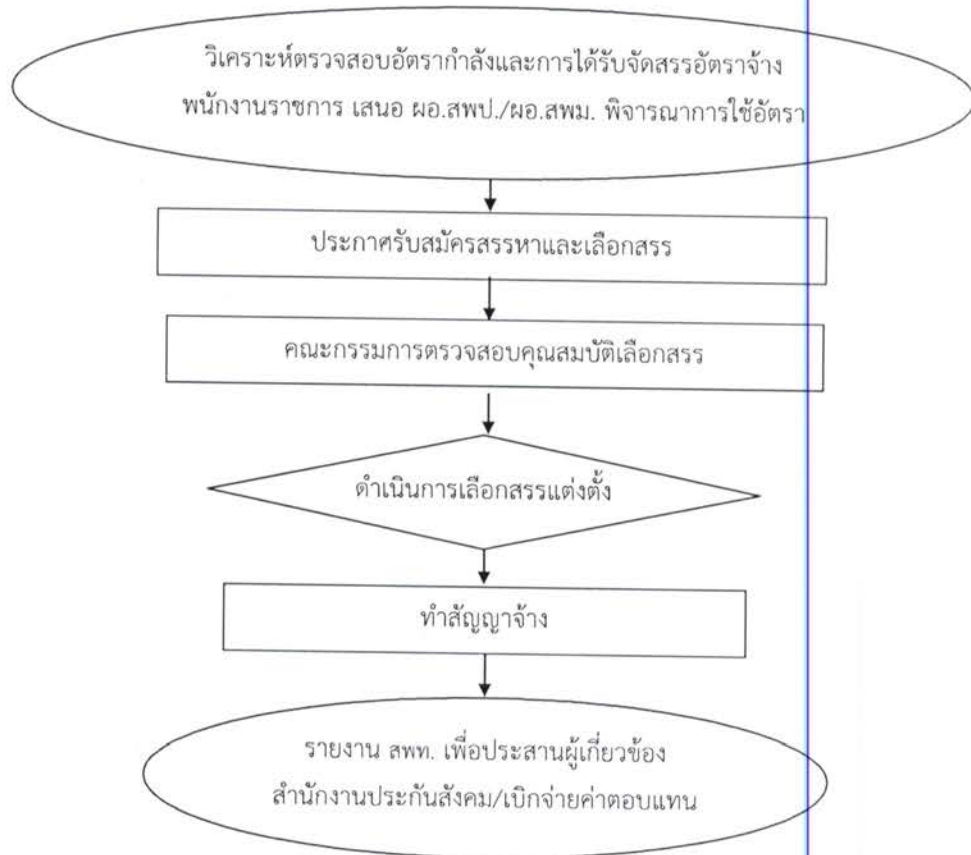 วิเคราะห์ตรวจสอบอัตรากำลังและการได้รับจัดสรรอัตราจ้าง
พนักงานราชการ เสนอ ผอ.สพป./ผอ.สพม. พิจารณาการใช้อัตรา
ประกาศรับสมัครสรรหาและเลือกสรร
คณะกรรมการตรวจสอบคุณสมบัติเลือกสรร
ดำเนินการเลือกสรรแต่งตั้ง
ทำสัญญาจ้าง
รายงาน สพท. เพื่อประสานผู้เกี่ยวข้อง
สำนักงานประกันสังคม/เบิกจ่ายค่าตอบแทน